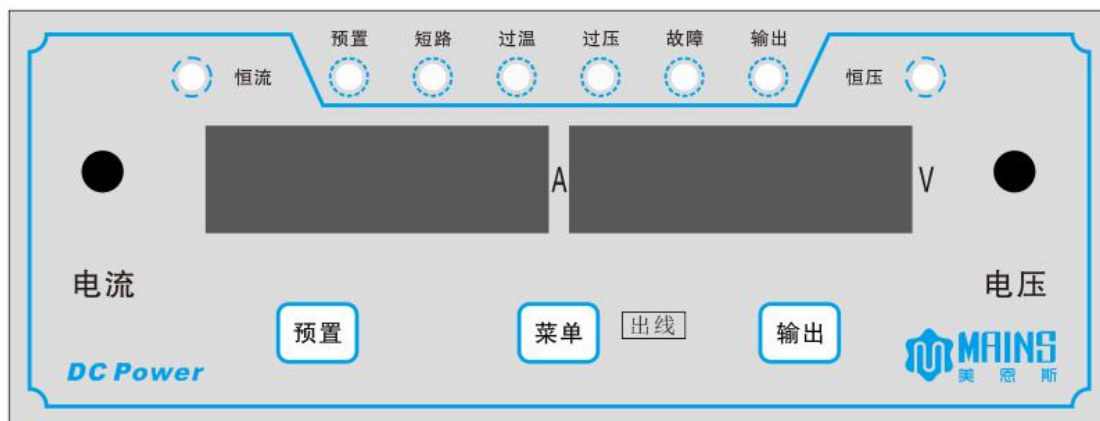 预置 短路 过温 过压 故障 输出
恒流 恒压
A V
电流 电压
预置 菜单 出线 输出
DC Power MAINS
美恩斯